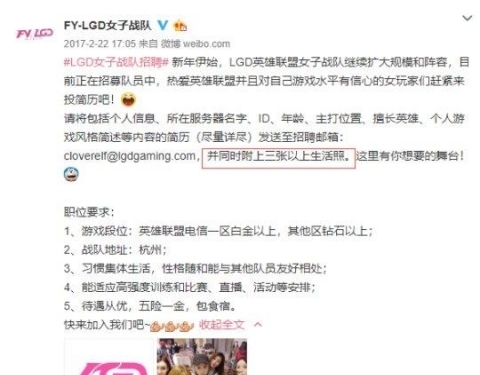 FY-LGD女子战队
2017-2-22 17:05 来自 微博 weibo.com
#LGD女子战队招聘# 新年伊始，LGD英雄联盟女子战队继续扩大规模和阵容，目
前正在招募队员中，热爱英雄联盟并且对自己游戏水平有信心的女玩家们赶紧来
投简历吧！
请将包括个人信息、所在服务器名字、ID、年龄、主打位置、擅长英雄、个人游
戏风格简述等内容的简历（尽量详尽）发送至招聘邮箱：
cloverelf@lgdgaming.com，并同时附上三张以上生活照。这里有你想要的舞台！
职位要求：
1、游戏段位：英雄联盟电信一区白金以上，其他区钻石以上；
2、战队地址：杭州；
3、习惯集体生活，性格随和能与其他队员友好相处；
4、能适应高强度训练和比赛、直播、活动等安排；
5、待遇从优，五险一金，包食宿。
快来加入我们吧~ 收起全文